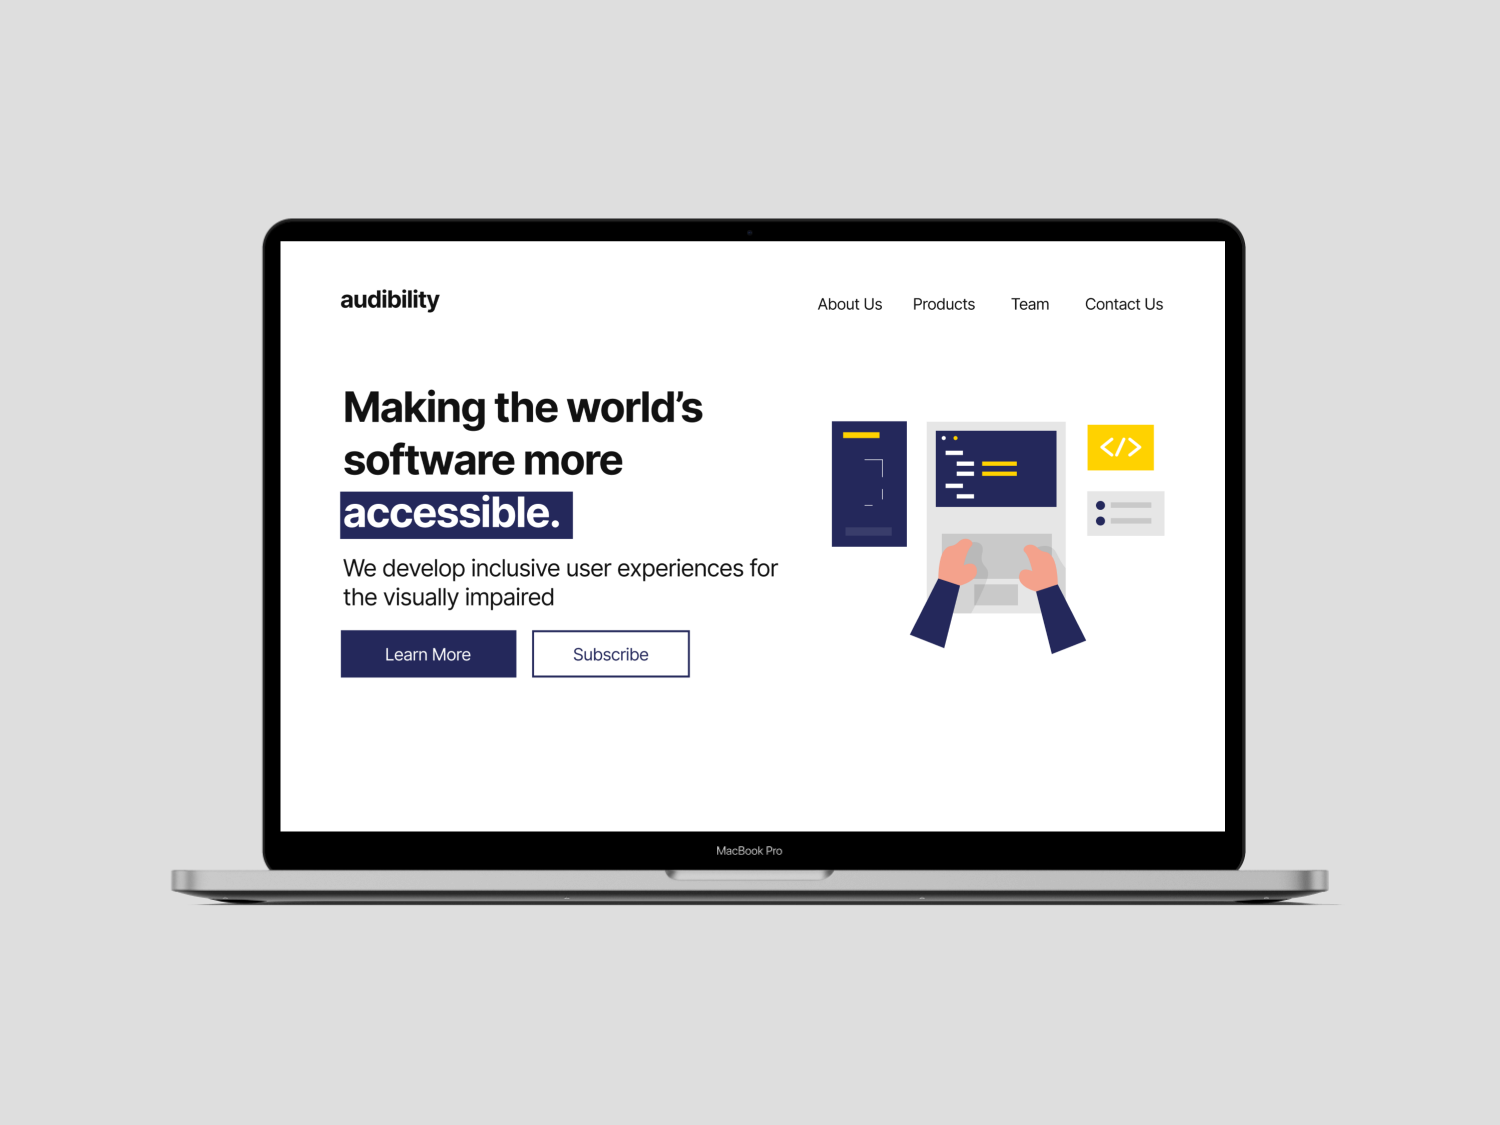 audibility
About Us
Products
Team
Contact Us
Making the world’s
software more
accessible.
We develop inclusive user experiences for
the visually impaired
Learn More
Subscribe
</>
MacBook Pro